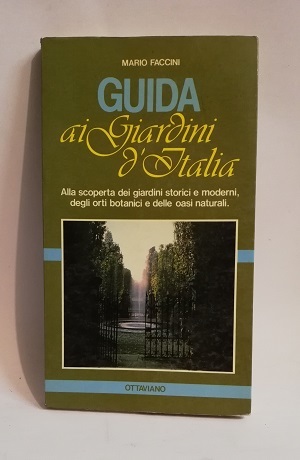 MARIO FACCINI
GUIDA
ai Giardini
d'Italia
Alla scoperta dei giardini storici e moderni,
degli orti botanici e delle oasi naturali.
OTTAVIANO